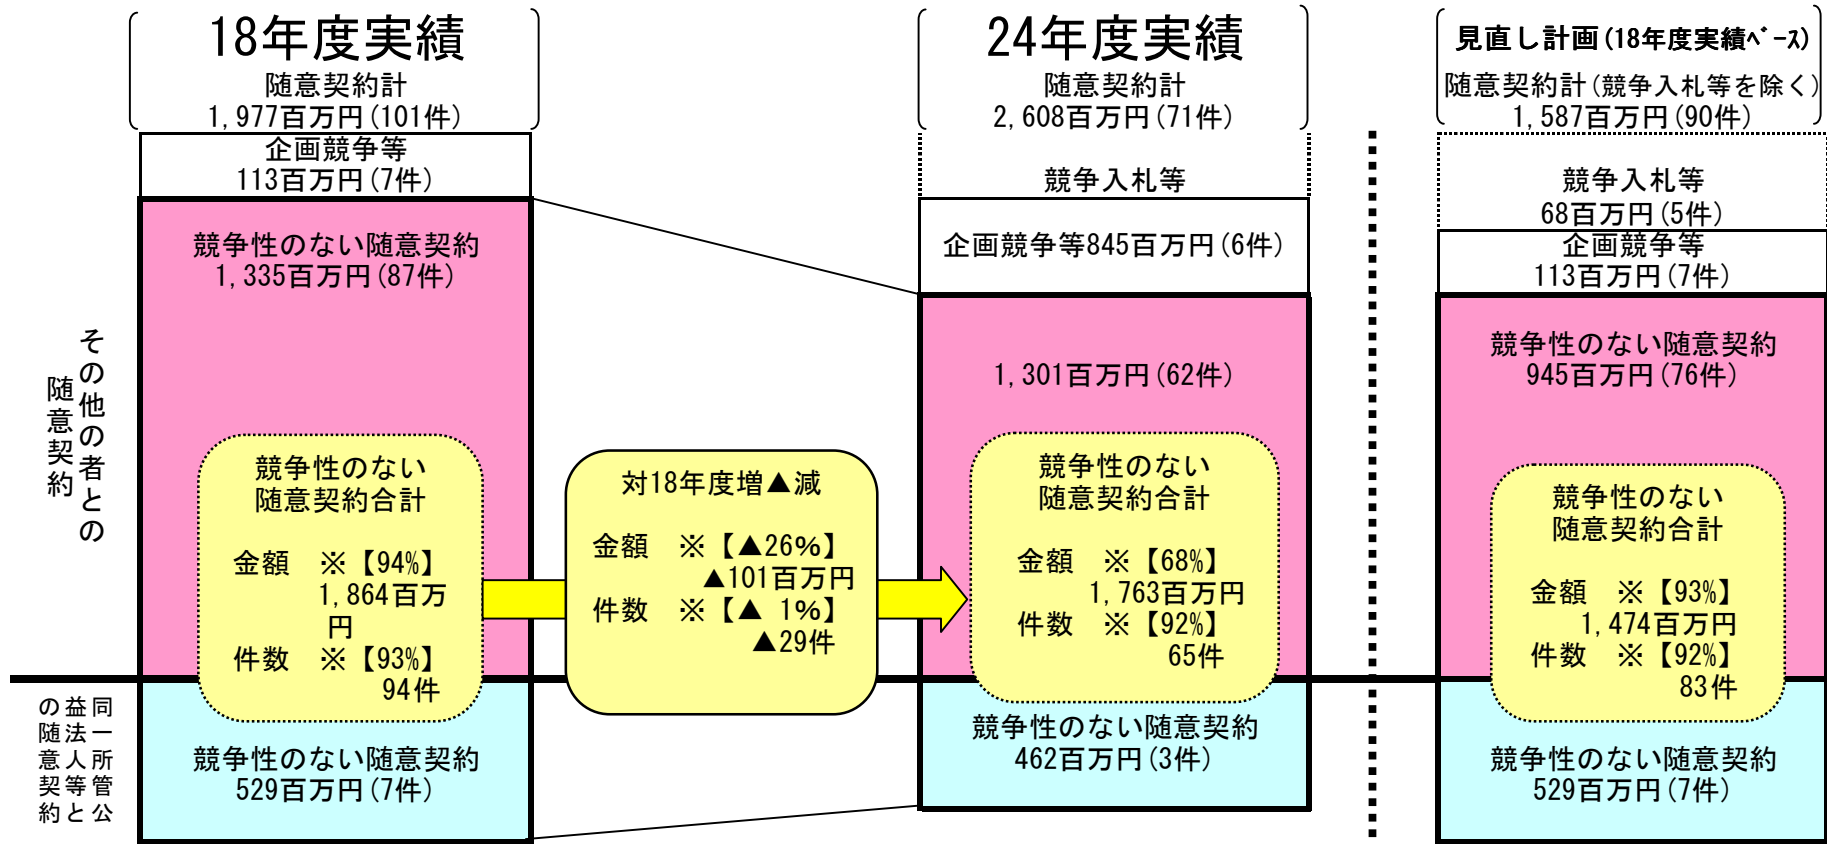 18年度実績
随意契約計
1,977百万円(101件)
企画競争等
113百万円(7件)
競争性のない随意契約
1,335百万円(87件)
競争性のない
随意契約合計
金額 ※【94%】
1,864百万
円
件数 ※【93%】
94件
競争性のない随意契約
529百万円(7件)
その他の者との
随意契約
同一所管公
益法人等と
の随意契約
対18年度増▲減
金額 ※【▲26%】
▲101百万円
件数 ※【▲ 1%】
▲29件
24年度実績
随意契約計
2,608百万円(71件)
競争入札等
企画競争等845百万円(6件)
1,301百万円(62件)
競争性のない
随意契約合計
金額 ※【68%】
1,763百万円
件数 ※【92%】
65件
競争性のない随意契約
462百万円(3件)
見直し計画(18年度実績ﾍﾞｰｽ)
随意契約計(競争入札等を除く)
1,587百万円(90件)
競争入札等
68百万円(5件)
企画競争等
113百万円(7件)
競争性のない随意契約
945百万円(76件)
競争性のない
随意契約合計
金額 ※【93%】
1,474百万円
件数 ※【92%】
83件
競争性のない随意契約
529百万円(7件)